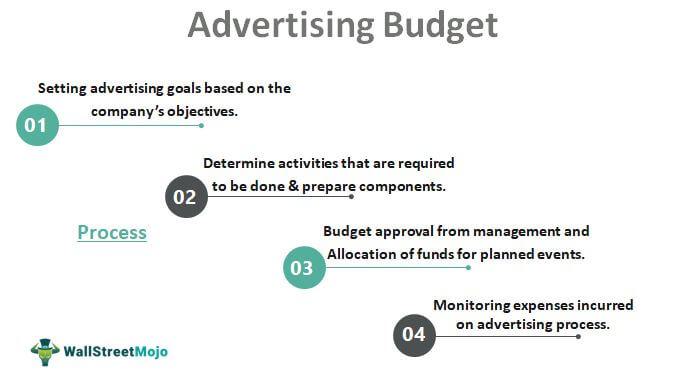 Advertising Budget
Setting advertising goals based on the
company’s objectives.
01
Determine activities that are required
to be done & prepare components.
02
Process
Budget approval from management and
Allocation of funds for planned events.
03
Monitoring expenses incurred
on advertising process.
04
WallStreetMojo